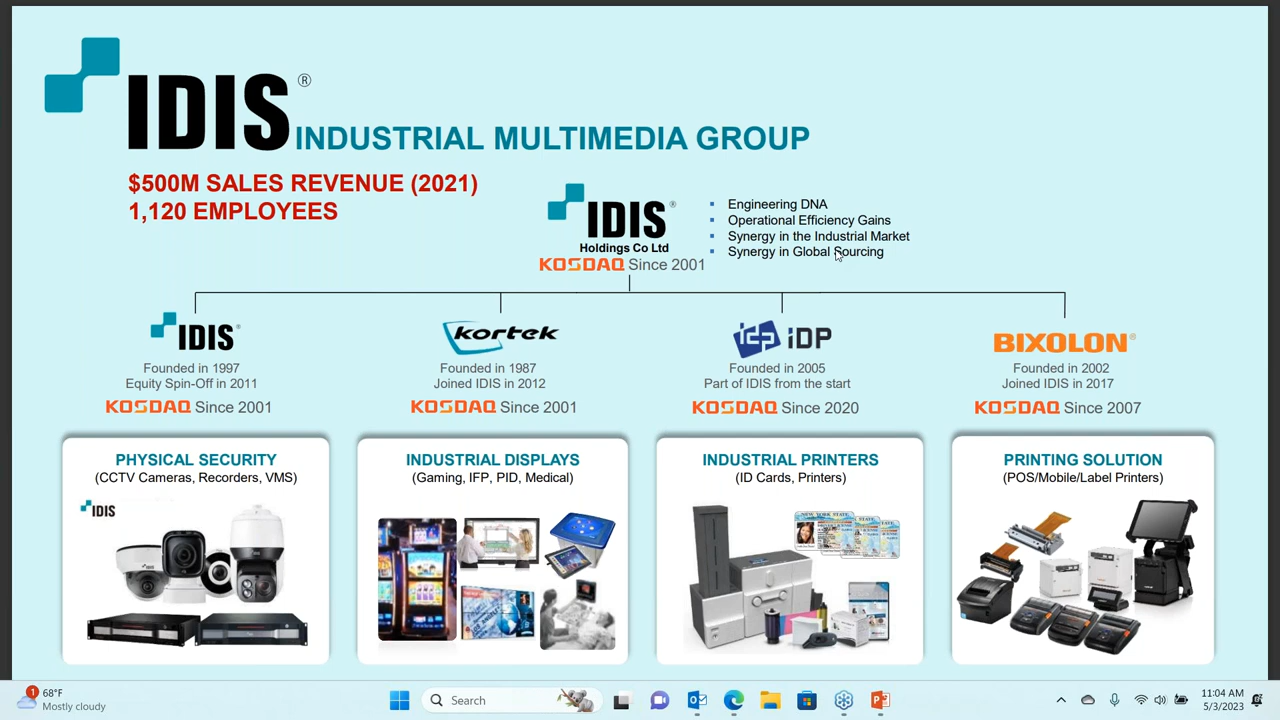 IDIS®
INDUSTRIAL MULTIMEDIA GROUP
$500M SALES REVENUE (2021)
1,120 EMPLOYEES
IDIS®
Holdings Co Ltd
KOSDAQ Since 2001
Engineering DNA
Operational Efficiency Gains
Synergy in the Industrial Market
Synergy in Global Sourcing
IDIS®
Founded in 1997
Equity Spin-Off in 2011
KOSDAQ Since 2001
kortek
Founded in 1987
Joined IDIS in 2012
KOSDAQ Since 2001
iDP
Founded in 2005
Part of IDIS from the start
KOSDAQ Since 2020
BIXOLON®
Founded in 2002
Joined IDIS in 2017
KOSDAQ Since 2007
PHYSICAL SECURITY
(CCTV Cameras, Recorders, VMS)
IDIS
INDUSTRIAL DISPLAYS
(Gaming, IFP, PID, Medical)
INDUSTRIAL PRINTERS
(ID Cards, Printers)
NEW YORK STATE
PRINTING SOLUTION
(POS/Mobile/Label Printers)
1
68°F
Mostly cloudy
Search
11:04 AM
5/3/2023